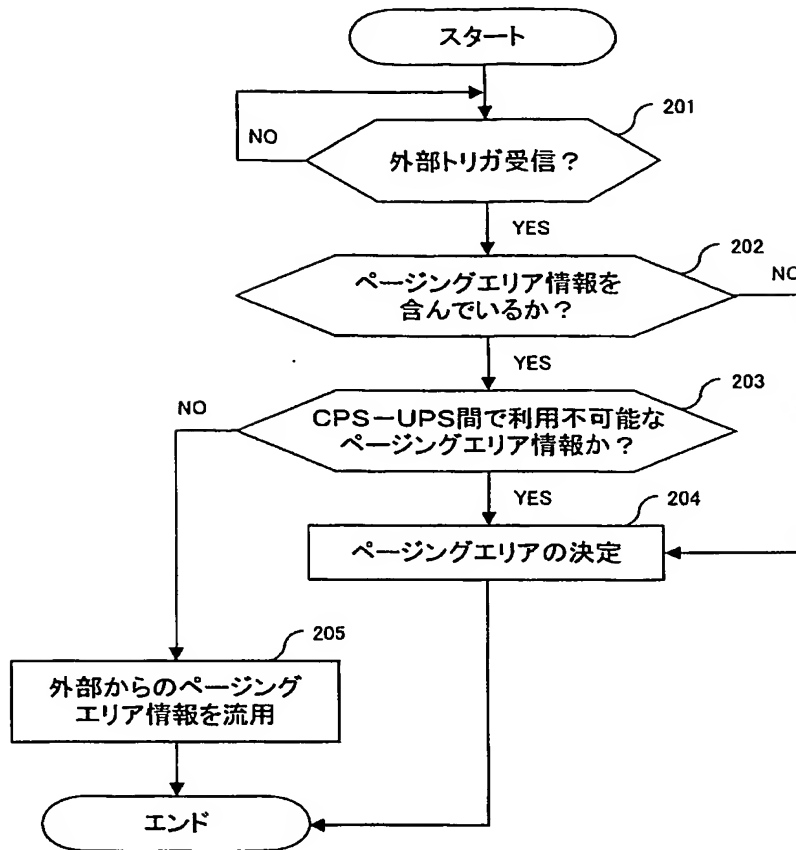 スタート
201
NO
外部トリガ受信？
YES
202
ページングエリア情報を
含んでいるか？
NO
YES
203
NO
CPS－UPS間で利用不可能な
ページングエリア情報か？
YES
204
ページングエリアの決定
205
外部からのページング
エリア情報を流用
エンド